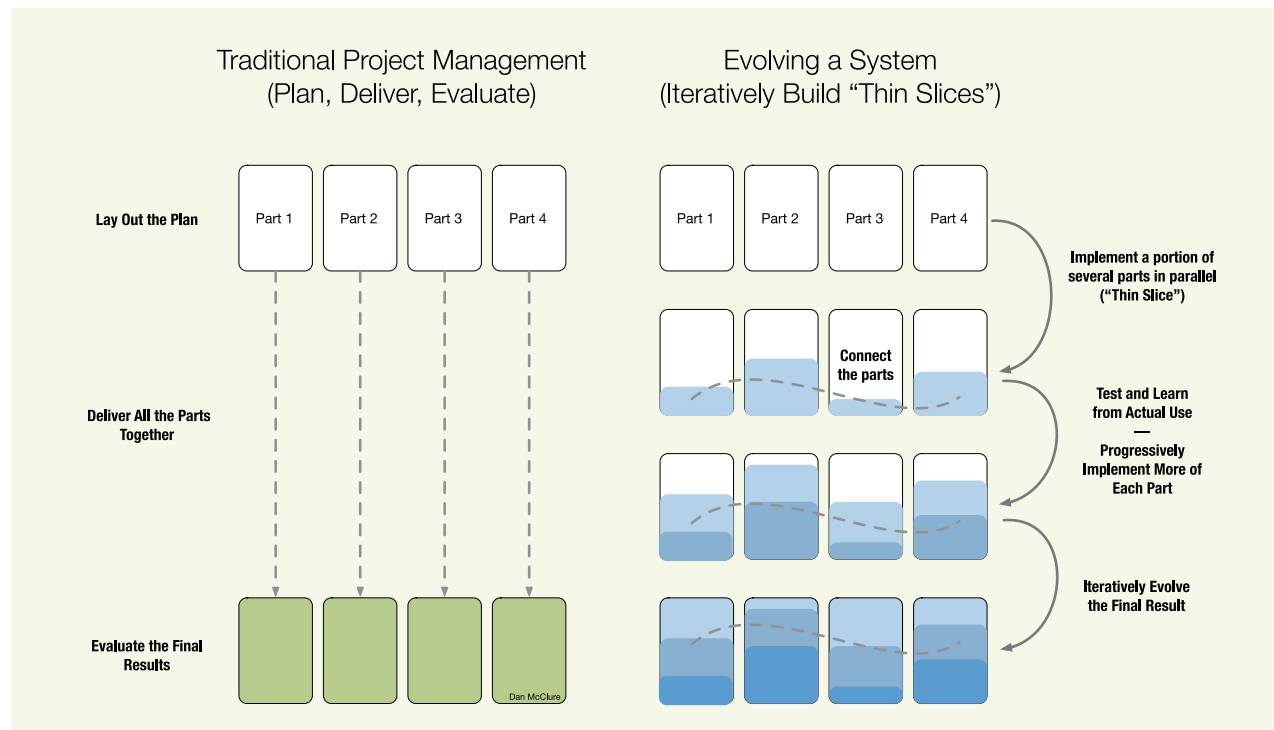 Traditional Project Management
(Plan, Deliver, Evaluate)
Evolving a System
(Iteratively Build “Thin Slices”)
Lay Out the Plan
Part 1
Part 2
Part 3
Part 4
Part 1
Part 2
Part 3
Part 4
Implement a portion of
several parts in parallel
(“Thin Slice”)
Connect
the parts
Deliver All the Parts
Together
Test and Learn
from Actual Use
—
Progressively
Implement More of
Each Part
Iteratively Evolve
the Final Result
Evaluate the Final
Results
Dan McClure